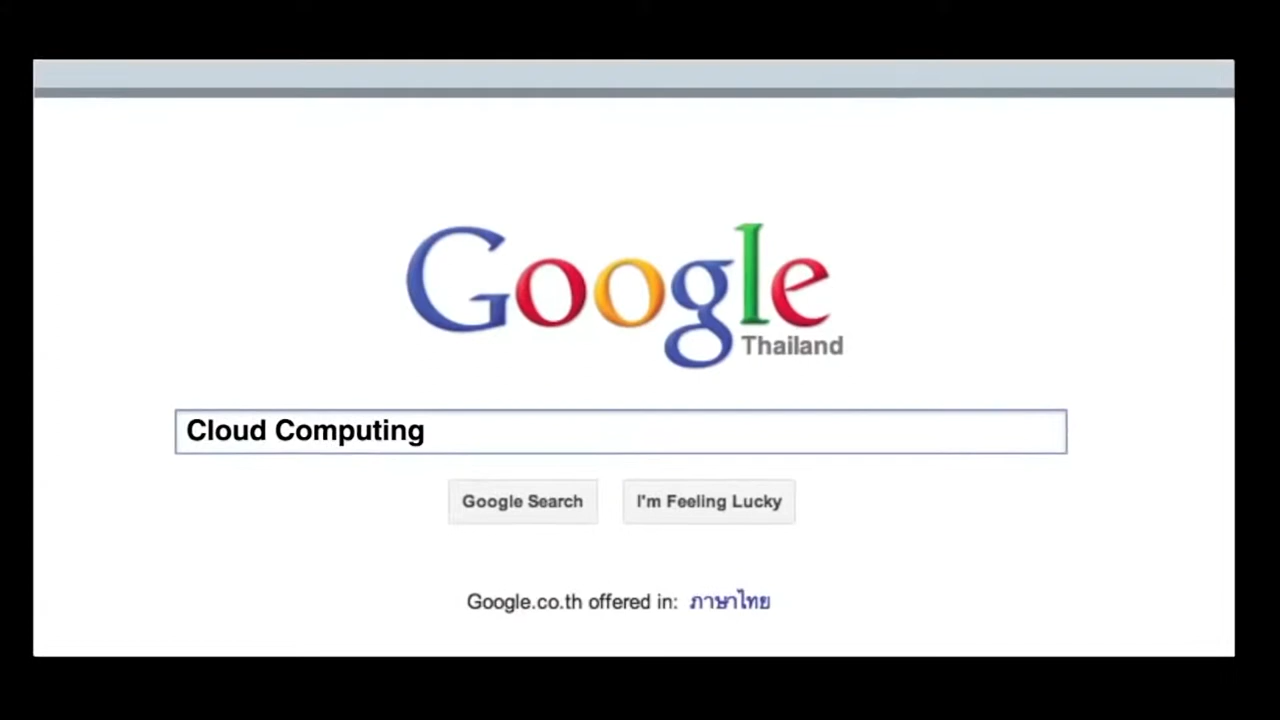 Google
Thailand
Cloud Computing
Google Search I'm Feeling Lucky
Google.co.th offered in: ภาษาไทย